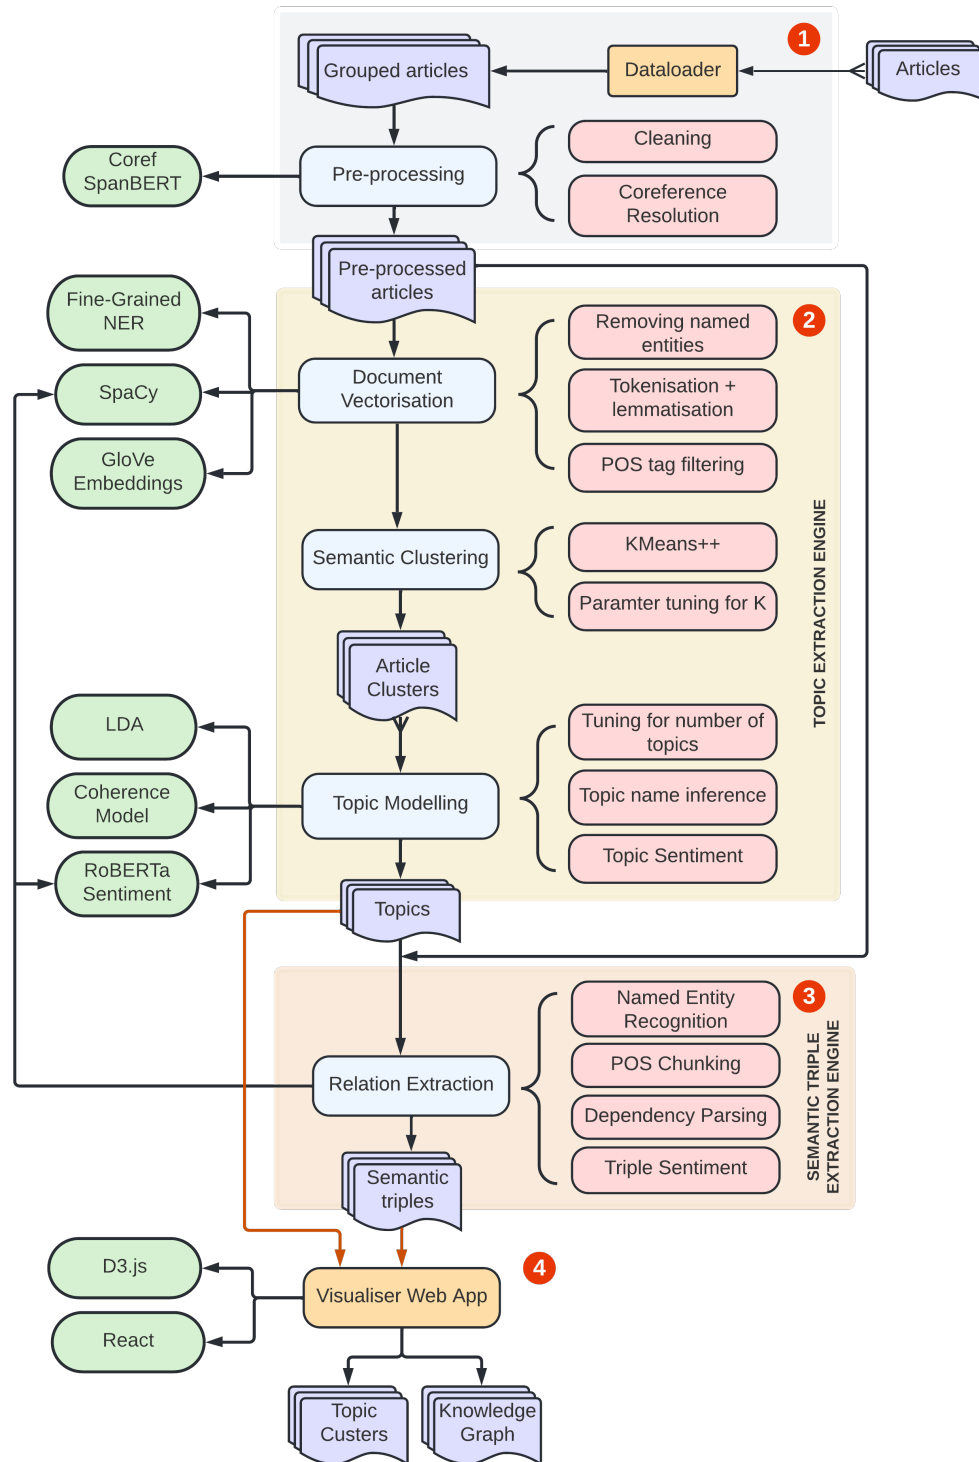 1
Grouped articles
Dataloader
Articles
Cleaning
Coref
SpanBERT
Pre-processing
Coreference
Resolution
Pre-processed
articles
2
Fine-Grained
NER
Removing named
entities
Document
Vectorisation
SpaCy
Tokenisation +
lemmatisation
GloVe
Embeddings
POS tag filtering
TOPIC EXTRACTION ENGINE
Semantic Clustering
KMeans++
Paramter tuning for K
Article
Clusters
LDA
Tuning for number of
topics
Coherence
Model
Topic Modelling
Topic name inference
RoBERTa
Sentiment
Topic Sentiment
Topics
3
Named Entity
Recognition
SEMANTIC TRIPLE
EXTRACTION ENGINE
POS Chunking
Relation Extraction
Dependency Parsing
Triple Sentiment
Semantic
triples
4
D3.js
Visualiser Web App
React
Topic
Custers
Knowledge
Graph